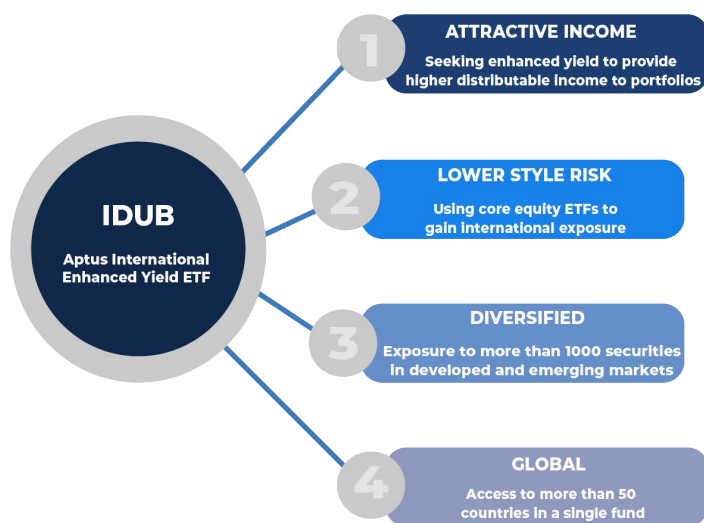 IDUB
Aptus International
Enhanced Yield ETF
1
ATTRACTIVE INCOME
Seeking enhanced yield to provide
higher distributable income to portfolios
2
LOWER STYLE RISK
Using core equity ETFs to
gain international exposure
3
DIVERSIFIED
Exposure to more than 1000 securities
in developed and emerging markets
4
GLOBAL
Access to more than 50
countries in a single fund